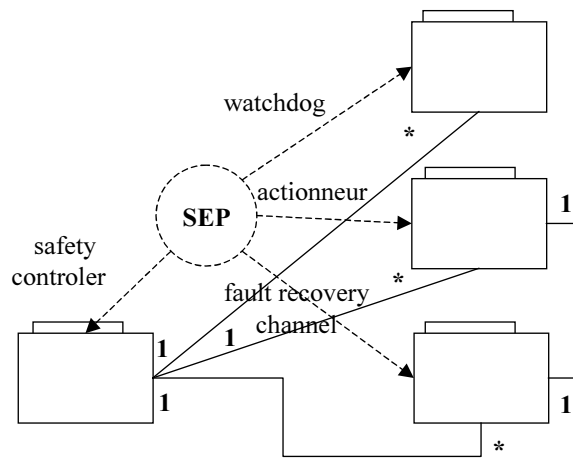 watchdog
*
actionneur
1
SEP
safety
controler
*
fault recovery
channel
1
1
1
1
*